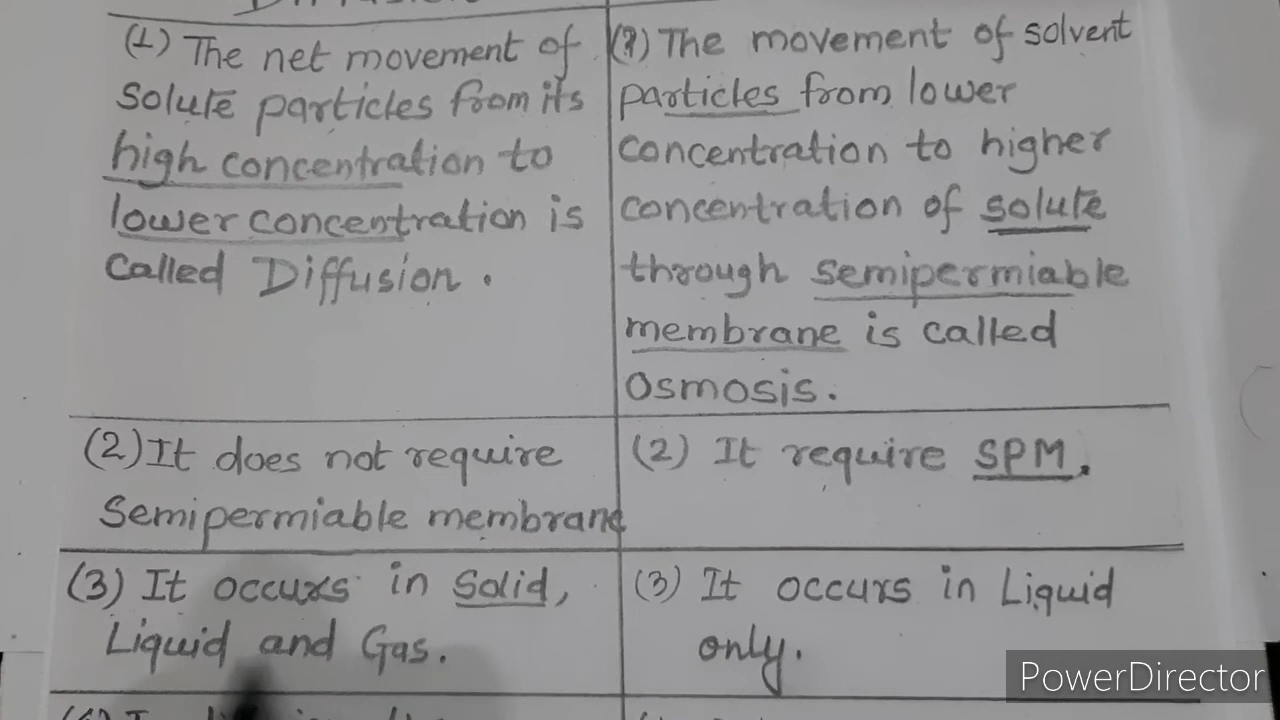 (1) The net movement of
solute particles from its
high concentration to
lower concentration is
called Diffusion.
(1) The movement of solvent
particles from lower
concentration to higher
concentration of solute
through semipermiable
membrane is called
Osmosis.
(2) It does not require
Semipermiable membrane
(2) It require SPM.
(3) It occurs in Solid,
Liquid and Gas.
(3) It occurs in Liquid
only.
PowerDirector